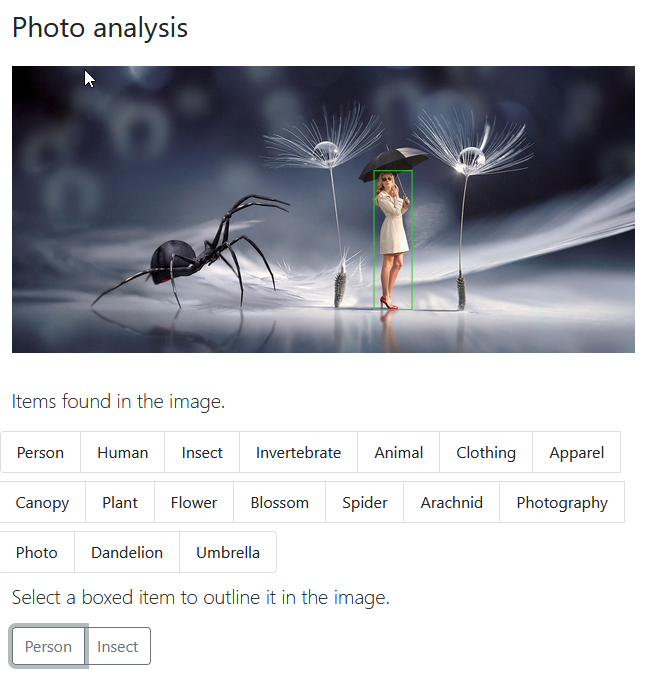 Photo analysis
Items found in the image.
Person Human Insect Invertebrate Animal Clothing Apparel
Canopy Plant Flower Blossom Spider Arachnid Photography
Photo Dandelion Umbrella
Select a boxed item to outline it in the image.
Person Insect